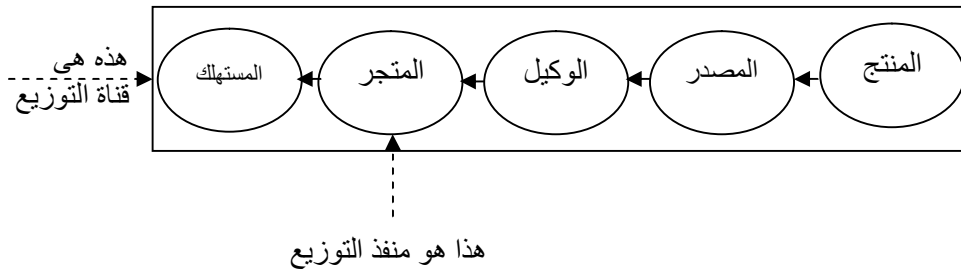 المنتج
المصدر
الوكيل
المتجر
المستهلك
هذه هى
قناة التوزيع
هذا هو منفذ التوزيع